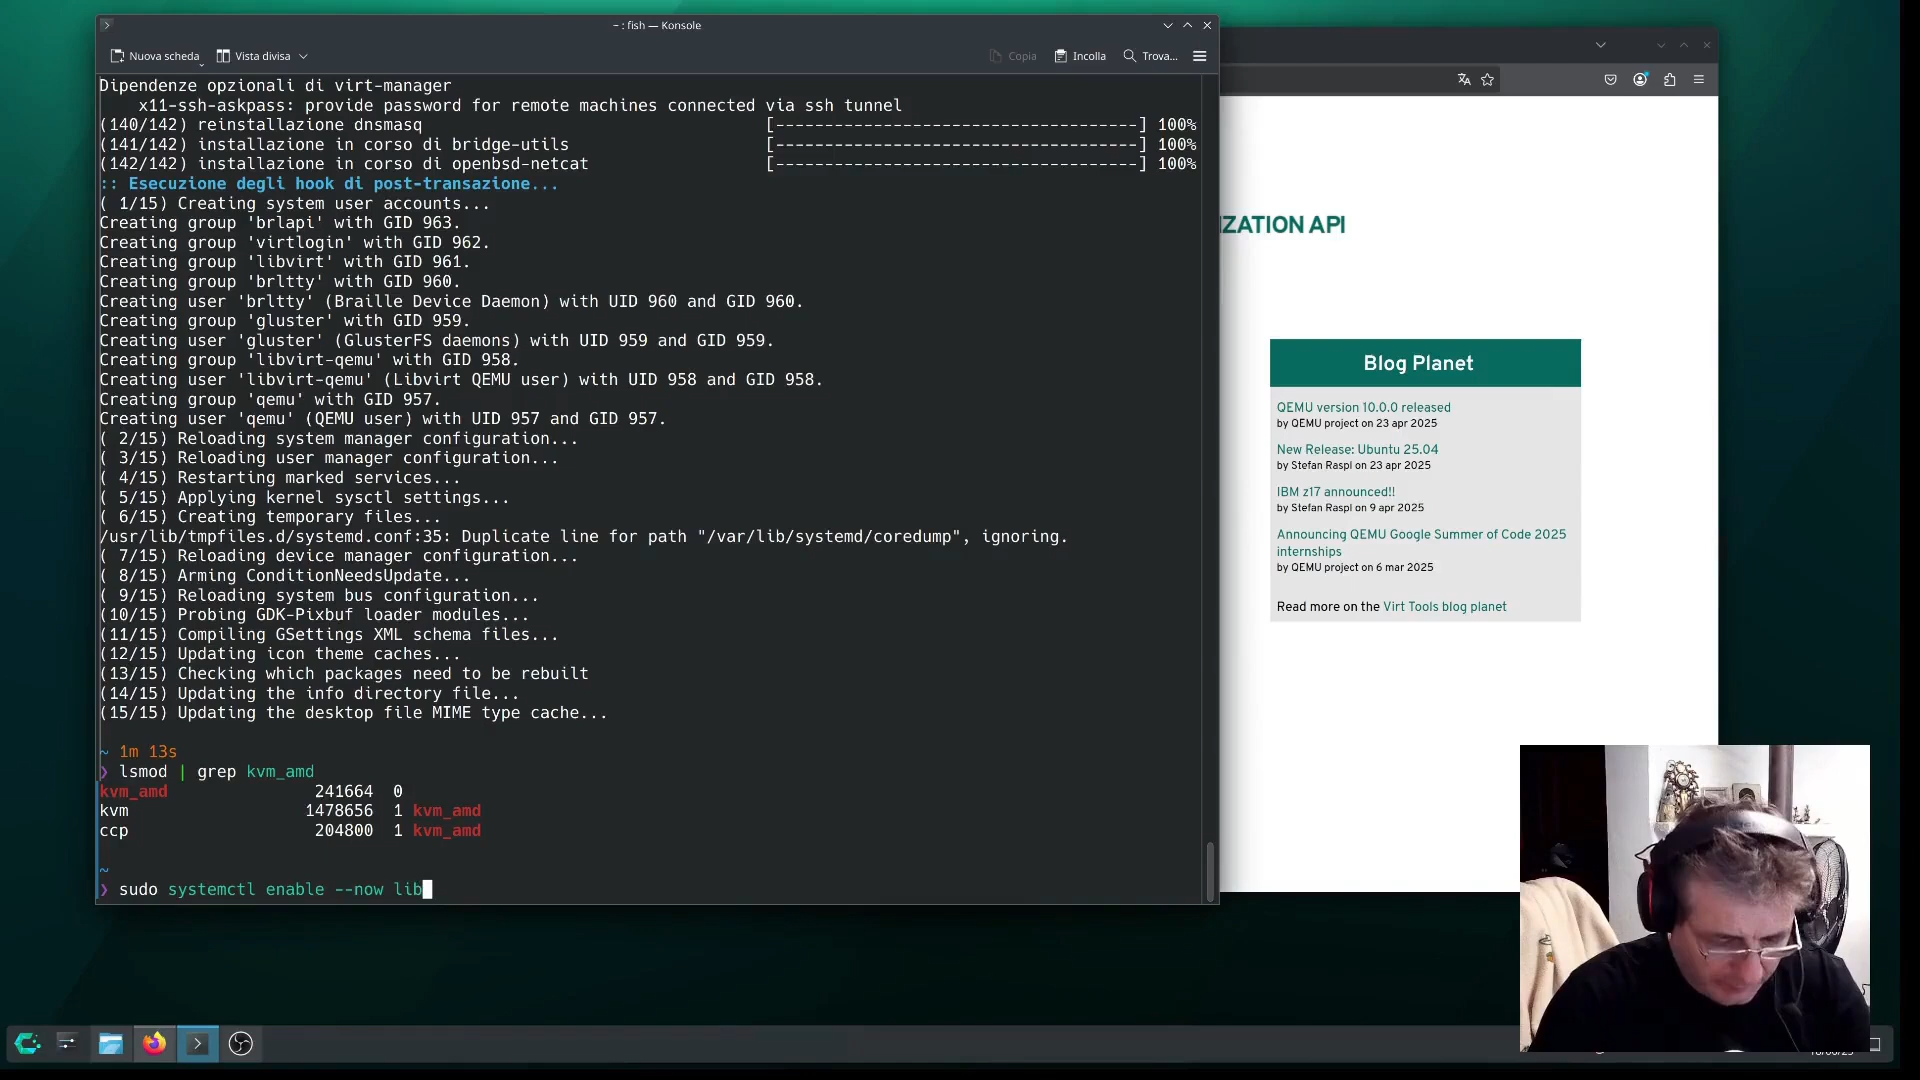 ~ : fish — Konsole
Nuova scheda
Vista divisa
Copia
Incolla
Trova...
Dipendenze opzionali di virt-manager
x11-ssh-askpass: provide password for remote machines connected via ssh tunnel
(140/142) reinstallazione dnsmasq [------------------------------------] 100%
(141/142) installazione in corso di bridge-utils [------------------------------------] 100%
(142/142) installazione in corso di openbsd-netcat [------------------------------------] 100%
:: Esecuzione degli hook di post-transazione...
( 1/15) Creating system user accounts...
Creating group 'brlapi' with GID 963.
Creating group 'virtlogin' with GID 962.
Creating group 'libvirt' with GID 961.
Creating group 'brltty' with GID 960.
Creating user 'brltty' (Braille Device Daemon) with UID 960 and GID 960.
Creating group 'gluster' with GID 959.
Creating user 'gluster' (GlusterFS daemons) with UID 959 and GID 959.
Creating group 'libvirt-qemu' with GID 958.
Creating user 'libvirt-qemu' (Libvirt QEMU user) with UID 958 and GID 958.
Creating group 'qemu' with GID 957.
Creating user 'qemu' (QEMU user) with UID 957 and GID 957.
( 2/15) Reloading system manager configuration...
( 3/15) Reloading user manager configuration...
( 4/15) Restarting marked services...
( 5/15) Applying kernel sysctl settings...
( 6/15) Creating temporary files...
/usr/lib/tmpfiles.d/systemd.conf:35: Duplicate line for path "/var/lib/systemd/coredump", ignoring.
( 7/15) Reloading device manager configuration...
( 8/15) Arming ConditionNeedsUpdate...
( 9/15) Reloading system bus configuration...
(10/15) Probing GDK-Pixbuf loader modules...
(11/15) Compiling GSettings XML schema files...
(12/15) Updating icon theme caches...
(13/15) Checking which packages need to be rebuilt
(14/15) Updating the info directory file...
(15/15) Updating the desktop file MIME type cache...
~ 1m 13s
❯ lsmod | grep kvm_amd
kvm_amd 241664 0
kvm 1478656 1 kvm_amd
ccp 204800 1 kvm_amd
~
❯ sudo systemctl enable --now lib
IZATION API
Blog Planet
QEMU version 10.0.0 released
by QEMU project on 23 apr 2025
New Release: Ubuntu 25.04
by Stefan Raspl on 23 apr 2025
IBM z17 announced!!
by Stefan Raspl on 9 apr 2025
Announcing QEMU Google Summer of Code 2025
internships
by QEMU project on 6 mar 2025
Read more on the Virt Tools blog planet